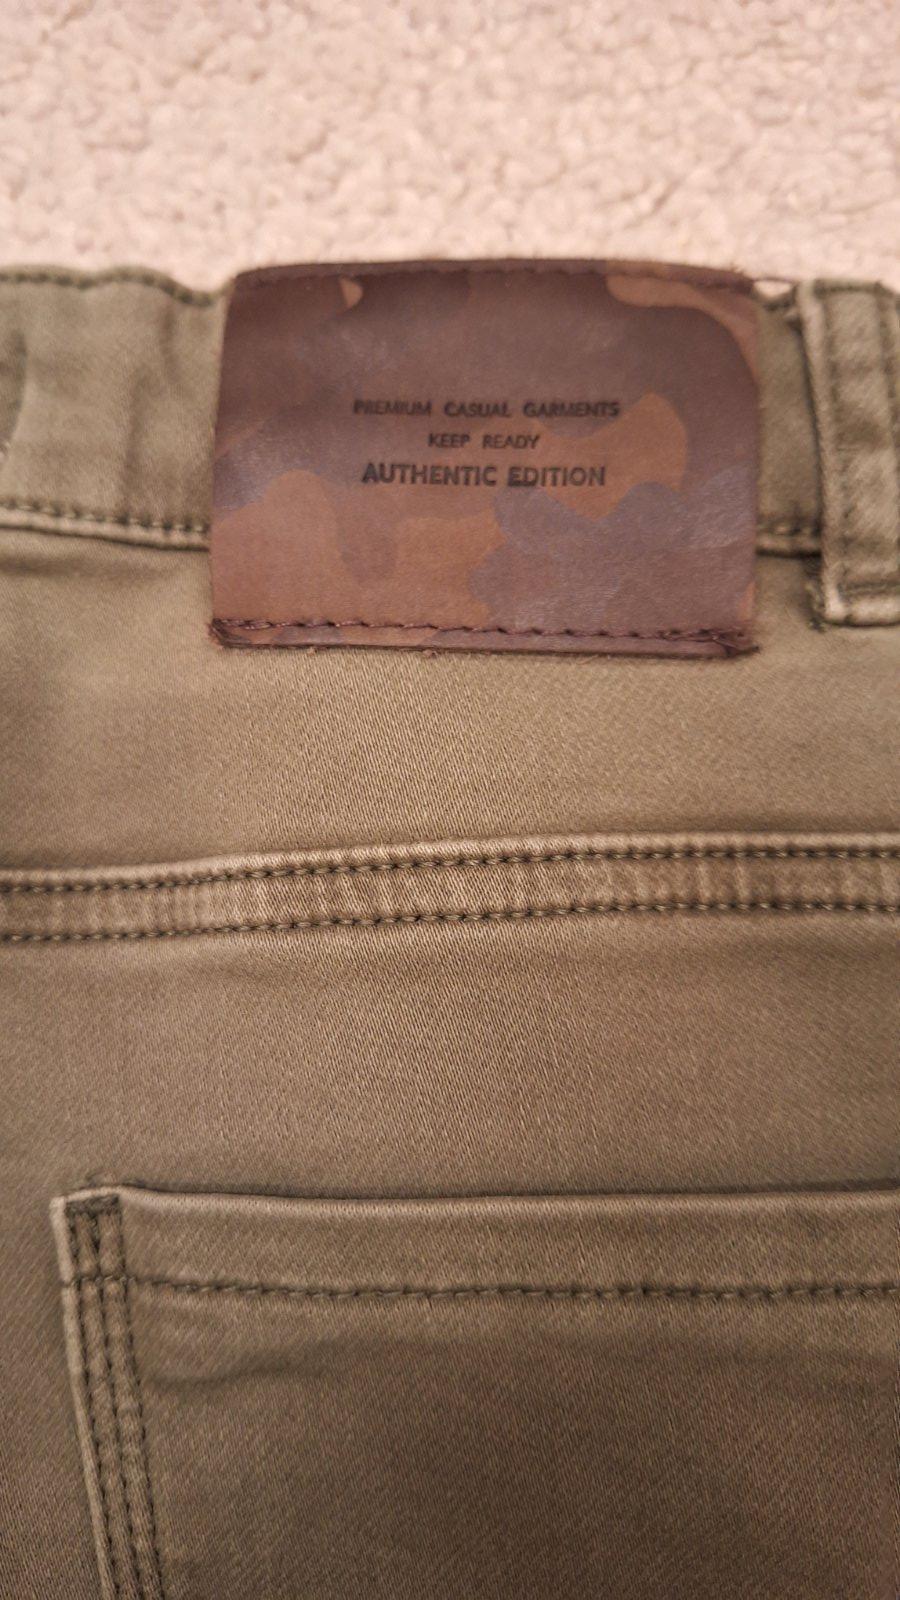 PREMIUM CASUAL GARMENTS
KEEP READY
AUTHENTIC EDITION